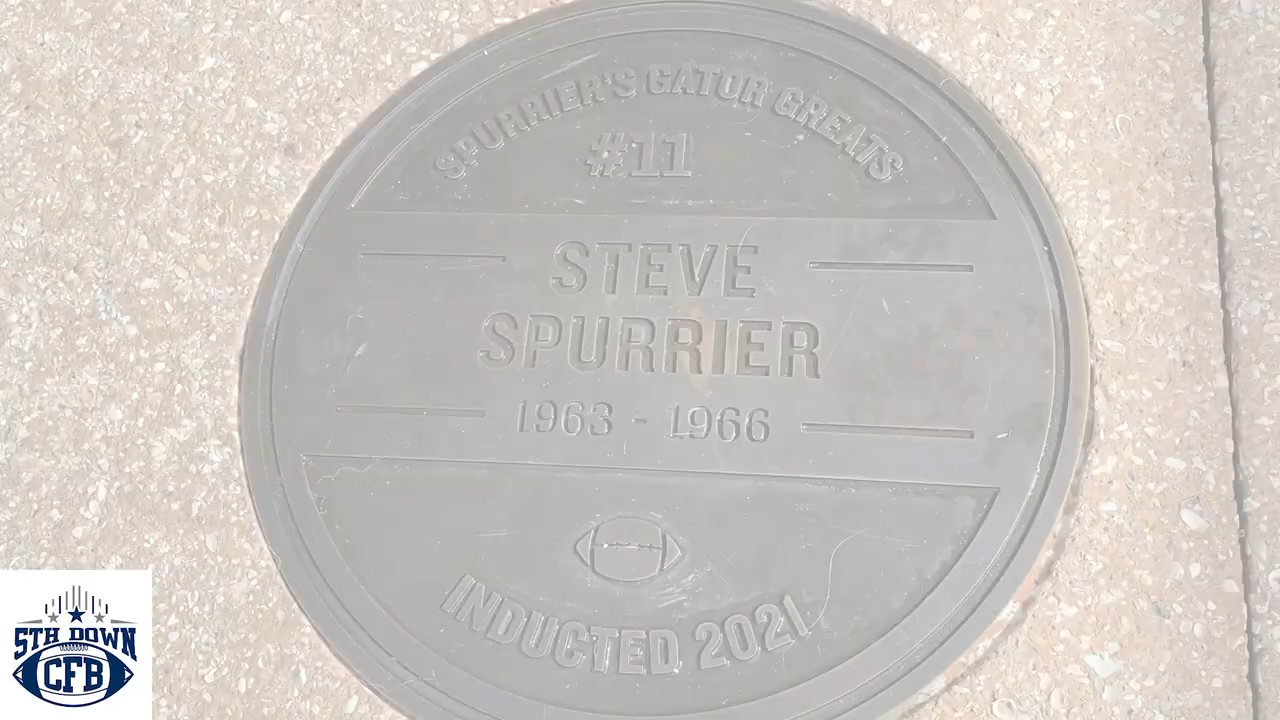 SPURRIER'S GATOR GREATS
#11
STEVE
SPURRIER
1963 - 1966
INDUCTED 2021
5TH DOWN
CFB